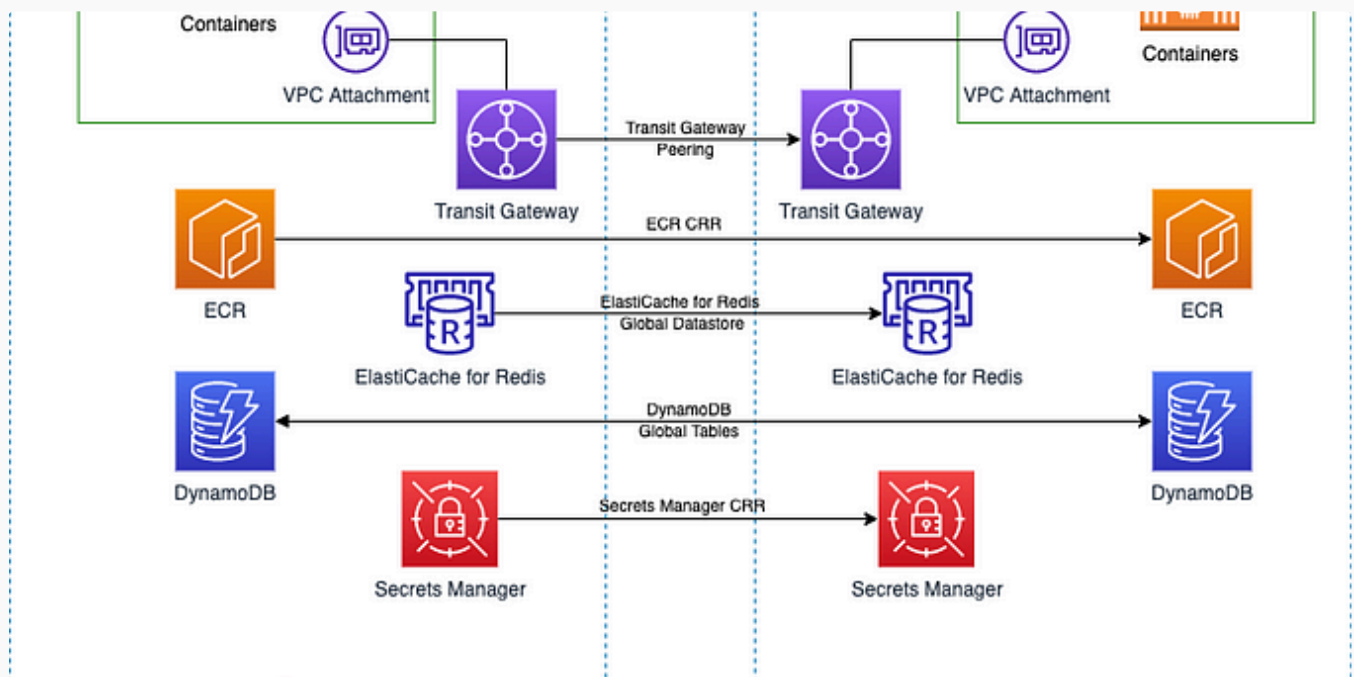 Containers
VPC Attachment
VPC Attachment
Containers
Transit Gateway
Peering
Transit Gateway
Transit Gateway
ECR CRR
ECR
ECR
ElastiCache for Redis
Global Datastore
R
R
ElastiCache for Redis
ElastiCache for Redis
DynamoDB
Global Tables
DynamoDB
DynamoDB
Secrets Manager CRR
Secrets Manager
Secrets Manager